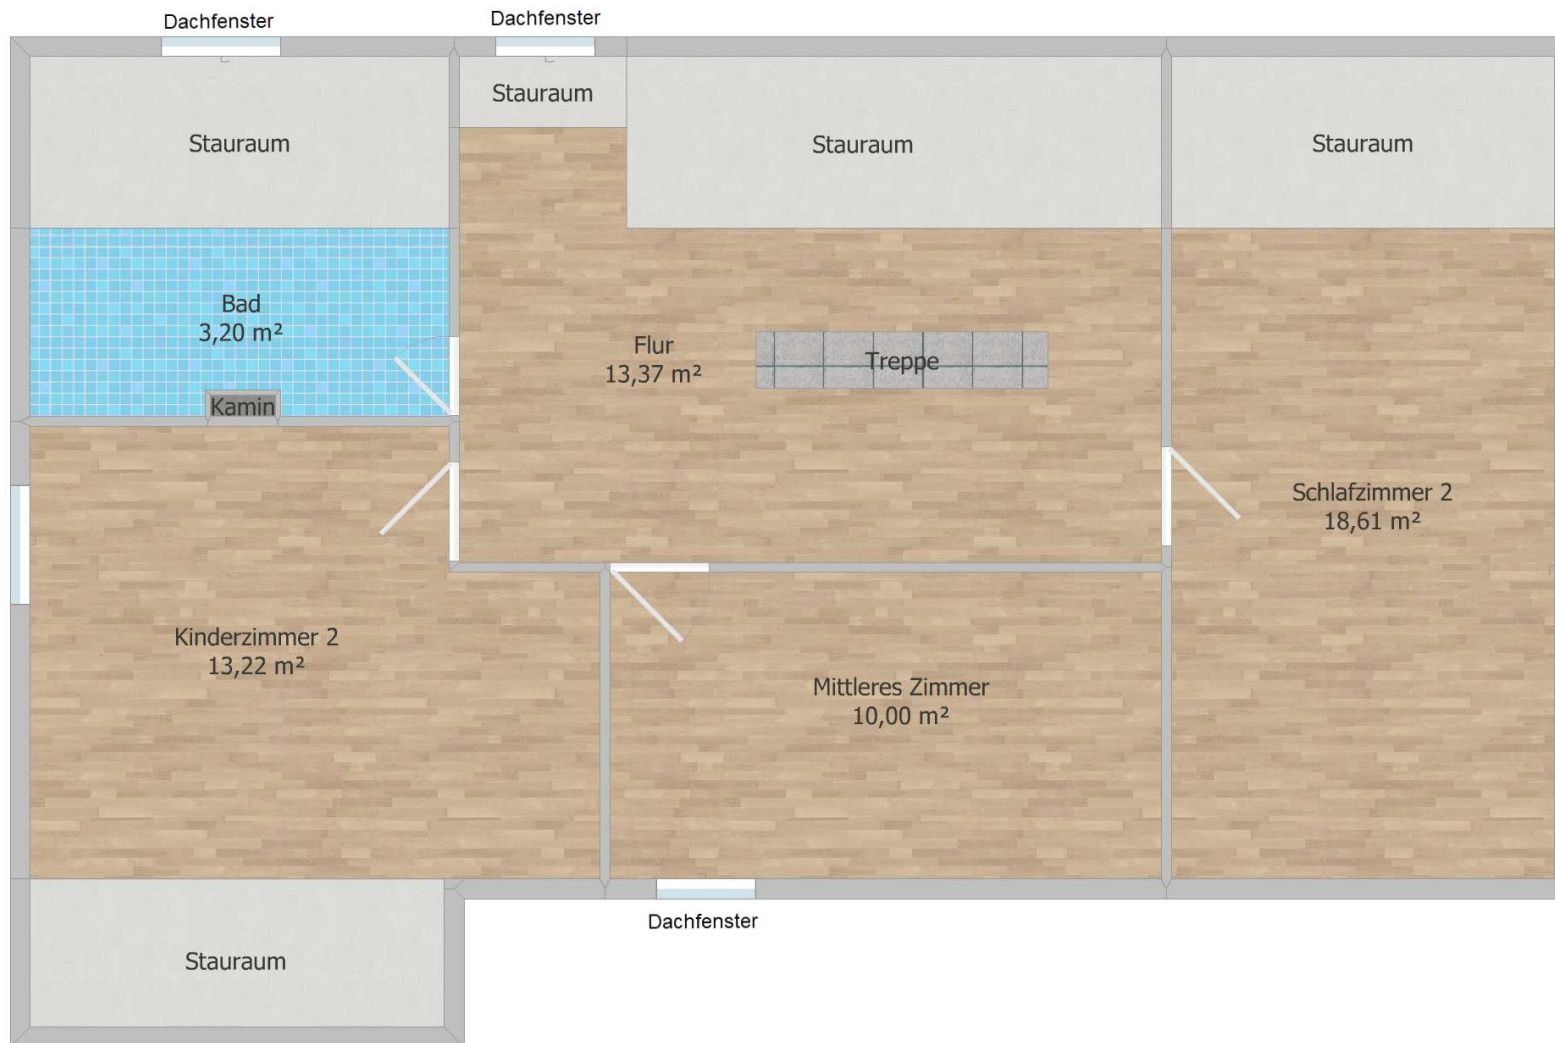 Dachfenster
Dachfenster
Stauraum
Stauraum
Stauraum
Stauraum
Bad
3,20 m²
Flur
13,37 m²
Treppe
Kamin
Schlafzimmer 2
18,61 m²
Kinderzimmer 2
13,22 m²
Mittleres Zimmer
10,00 m²
Dachfenster
Stauraum